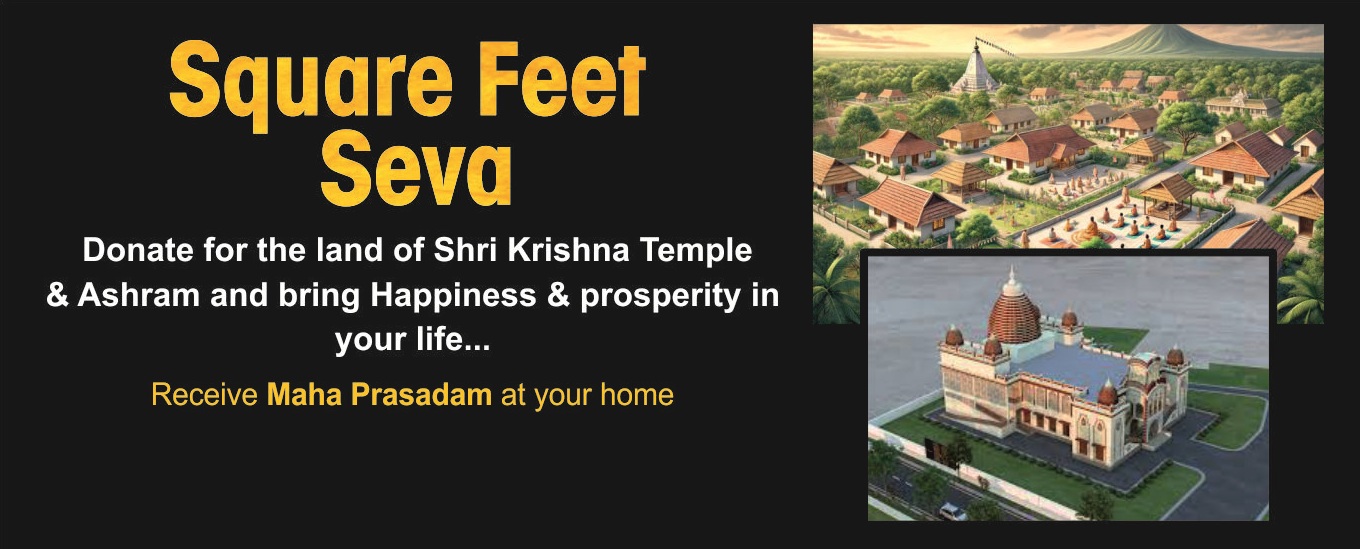 Square Feet
Seva
Donate for the land of Shri Krishna Temple
& Ashram and bring Happiness & prosperity in
your life...
Receive Maha Prasadam at your home